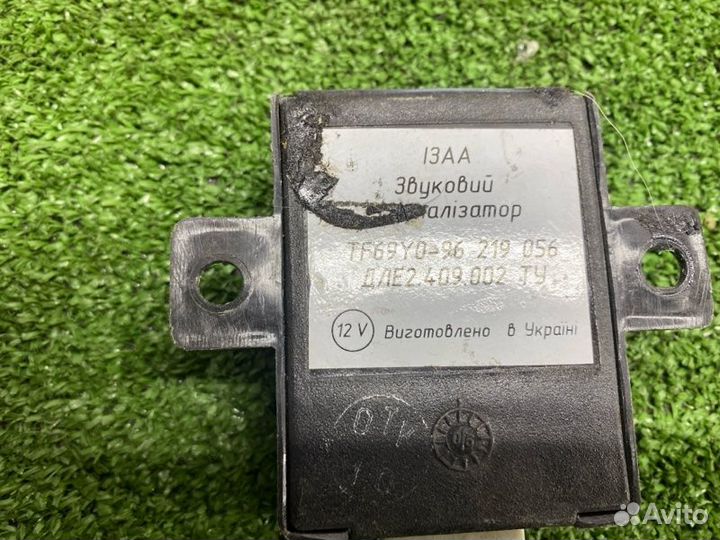 ІЗАА
Звуковий
TF69Y0-96 219 056
ДЛЕ2.409.002 ТУ
12 V Виготовлено в Україні
Avito